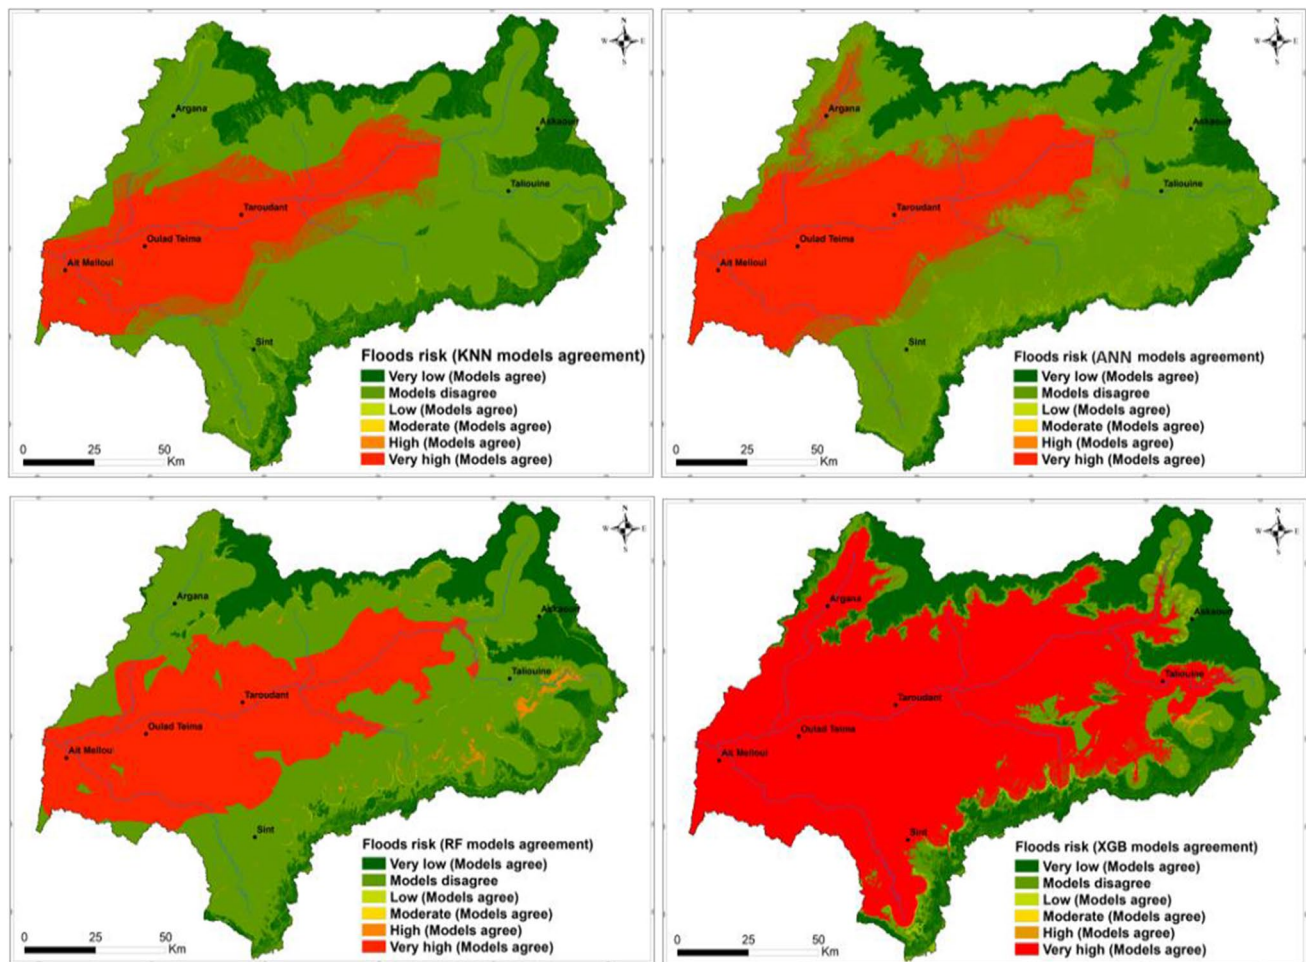 N
W E
S
Argana
Askaoun
Taliouine
Taroudant
Oulad Teima
Ait Melloul
Sint
Floods risk (KNN models agreement)
Very low (Models agree)
Models disagree
Low (Models agree)
Moderate (Models agree)
High (Models agree)
Very high (Models agree)
0 25 50
Km
N
W E
S
Argana
Askaoun
Taliouine
Taroudant
Oulad Teima
Ait Melloul
Sint
Floods risk (ANN models agreement)
Very low (Models agree)
Models disagree
Low (Models agree)
Moderate (Models agree)
High (Models agree)
Very high (Models agree)
0 25 50
Km
N
W E
S
Argana
Askaoun
Taliouine
Taroudant
Oulad Teima
Ait Melloul
Sint
Floods risk (RF models agreement)
Very low (Models agree)
Models disagree
Low (Models agree)
Moderate (Models agree)
High (Models agree)
Very high (Models agree)
0 25 50
Km
N
W E
S
Argana
Askaoun
Taliouine
Taroudant
Oulad Teima
Ait Melloul
Sint
Floods risk (XGB models agreement)
Very low (Models agree)
Models disagree
Low (Models agree)
Moderate (Models agree)
High (Models agree)
Very high (Models agree)
0 25 50
Km